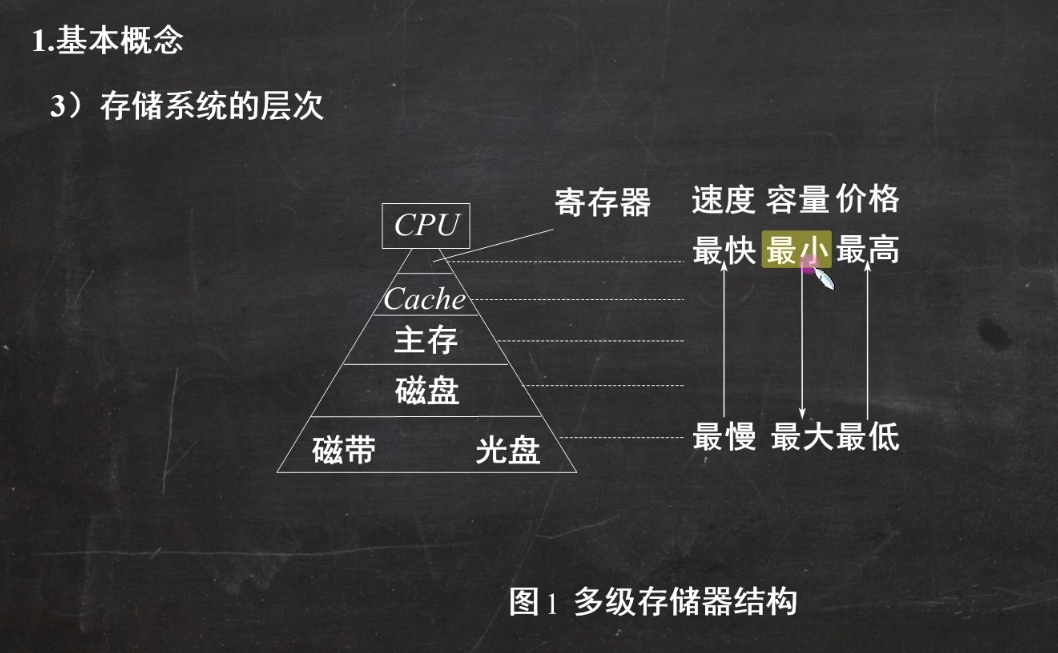 1.基本概念
3）存储系统的层次
寄存器 速度 容量 价格
CPU 最快 最小 最高
Cache
主存
磁盘
磁带 光盘 最慢 最大 最低
图1 多级存储器结构